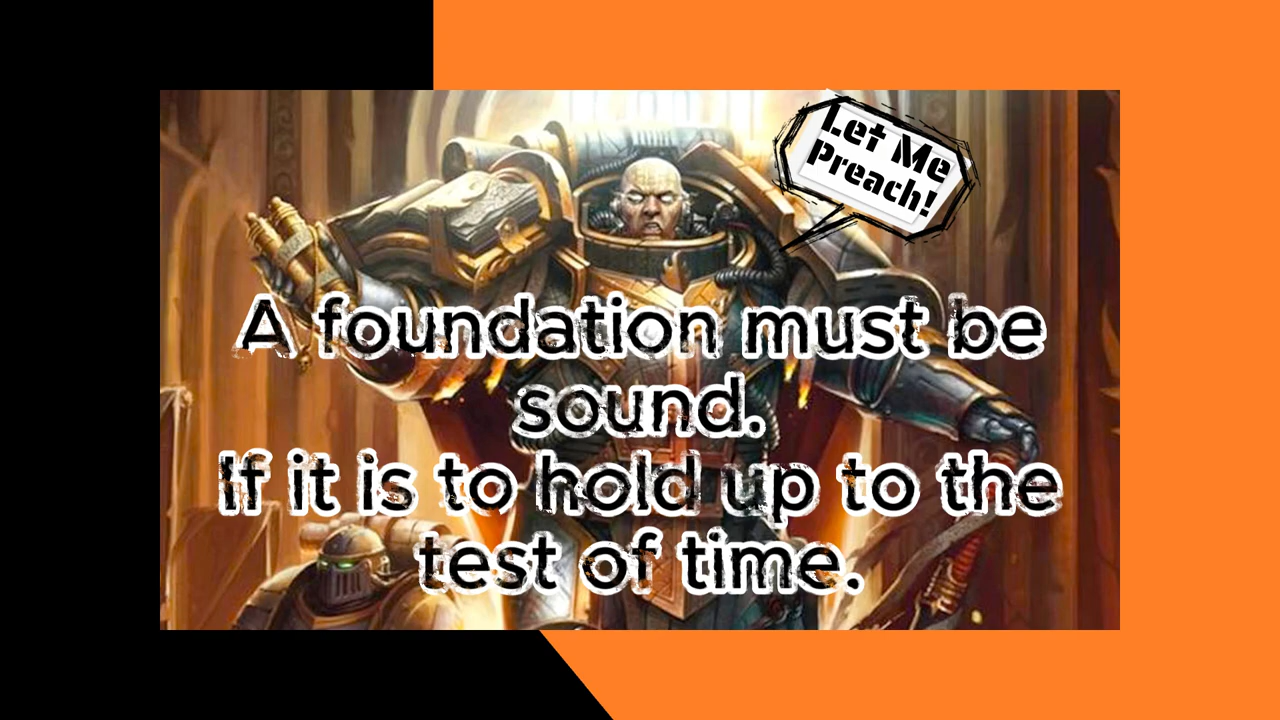 Let Me
Preach!
A foundation must be
sound.
If it is to hold up to the
test of time.